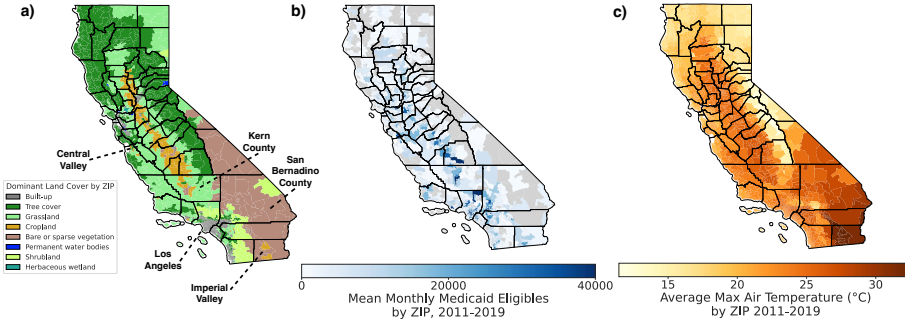 a)
Central
Valley
Kern
County
San
Bernadino
County
Los
Angeles
Imperial
Valley
Dominant Land Cover by ZIP
Built-up
Tree cover
Grassland
Cropland
Bare or sparse vegetation
Permanent water bodies
Shrubland
Herbaceous wetland
b)
0 20000 40000
Mean Monthly Medicaid Eligibles
by ZIP, 2011-2019
c)
15 20 25 30
Average Max Air Temperature (°C)
by ZIP 2011-2019